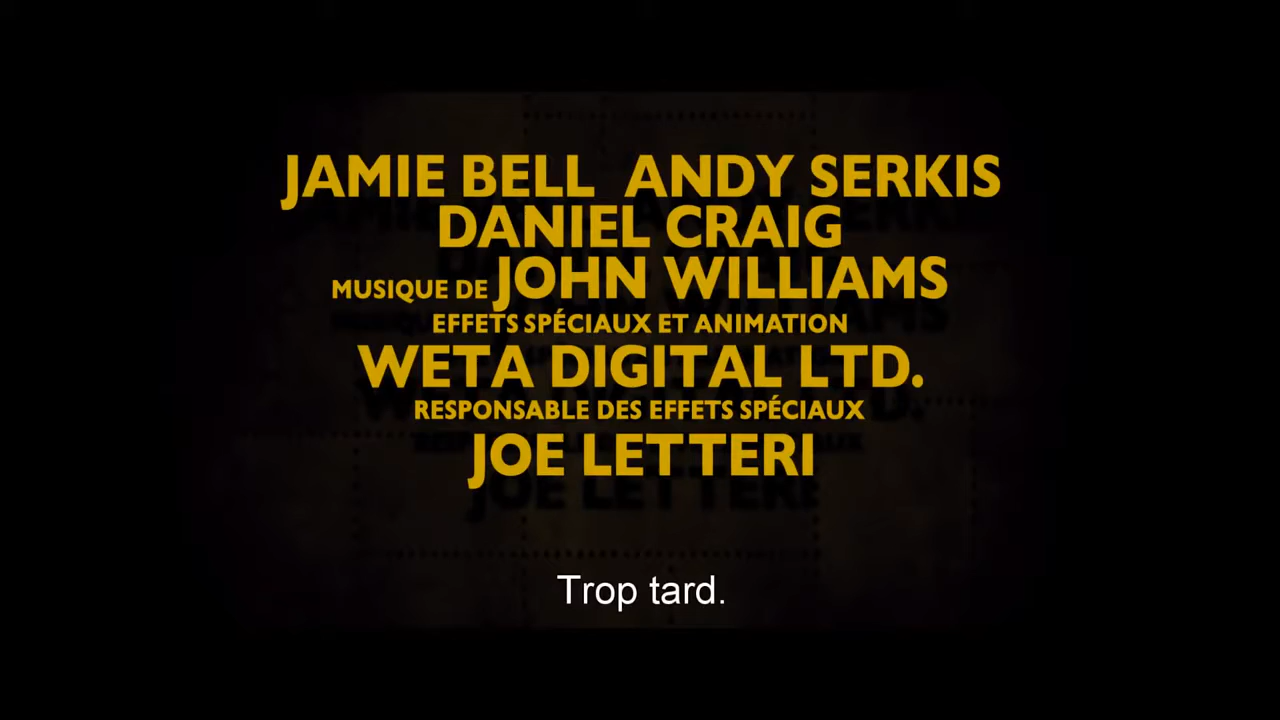 JAMIE BELL ANDY SERKIS
DANIEL CRAIG
MUSIQUE DE JOHN WILLIAMS
EFFETS SPÉCIAUX ET ANIMATION
WETA DIGITAL LTD.
RESPONSABLE DES EFFETS SPÉCIAUX
JOE LETTERI
Trop tard.